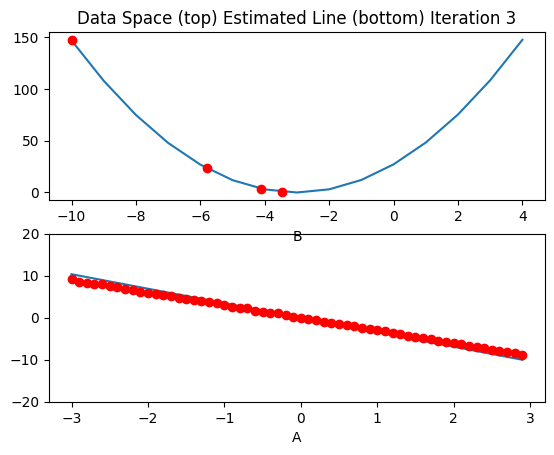 Data Space (top) Estimated Line (bottom) Iteration 3
150
100
50
0
−10 −8 −6 −4 −2 0 2 4
B
20
10
0
−10
−20
−3 −2 −1 0 1 2 3
A